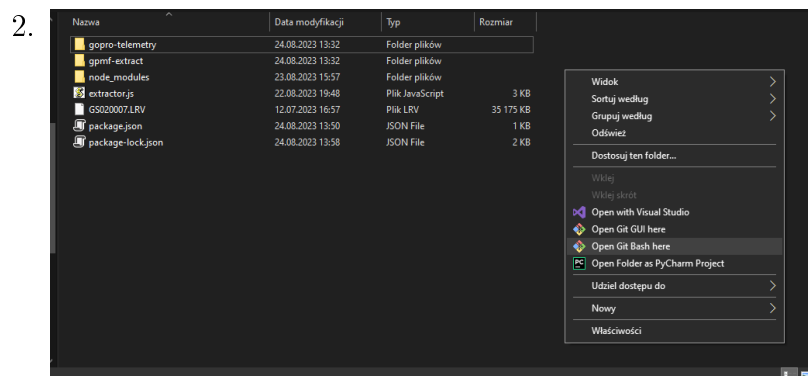 2.
Nazwa Data modyfikacji Typ Rozmiar
gopro-telemetry 24.08.2023 13:32 Folder plików
gpmf-extract 24.08.2023 13:32 Folder plików
node_modules 23.08.2023 15:57 Folder plików
extractor.js 22.08.2023 19:48 Plik JavaScript 3 KB
GS020007.LRV 12.07.2023 16:57 Plik LRV 35 175 KB
package.json 24.08.2023 13:50 JSON File 1 KB
package-lock.json 24.08.2023 13:58 JSON File 2 KB
Widok
Sortuj według
Grupuj według
Odśwież
Dostosuj ten folder...
Wklej
Wklej skrót
Open with Visual Studio
Open Git GUI here
Open Git Bash here
PC Open Folder as PyCharm Project
Udziel dostępu do
Nowy
Właściwości